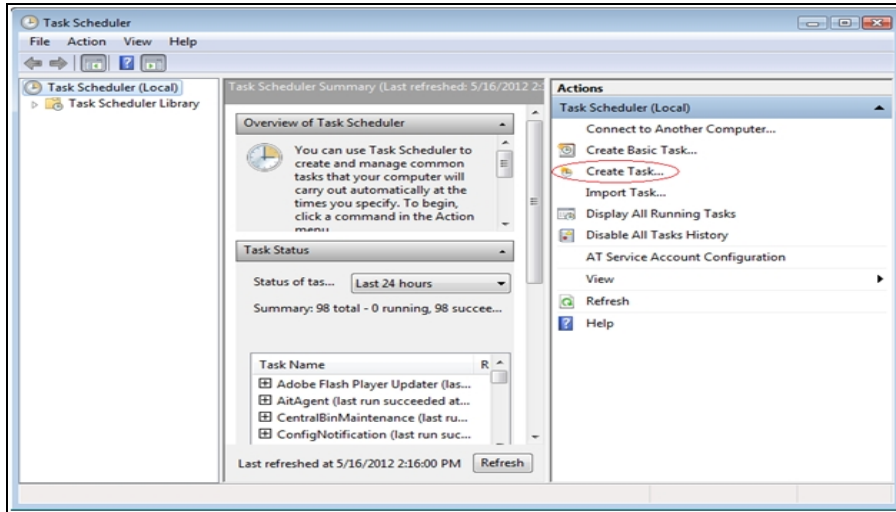 Task Scheduler
File Action View Help
Task Scheduler (Local)
Task Scheduler Library
Task Scheduler Summary (Last refreshed: 5/16/2012 2:
Overview of Task Scheduler
You can use Task Scheduler to
create and manage common
tasks that your computer will
carry out automatically at the
times you specify. To begin,
click a command in the Action
menu
Task Status
Status of tas... Last 24 hours
Summary: 98 total - 0 running, 98 succee...
Task Name R
Adobe Flash Player Updater (las...
AitAgent (last run succeeded at...
CentralBinMaintenance (last ru...
ConfigNotification (last run suc...
Last refreshed at 5/16/2012 2:16:00 PM Refresh
Actions
Task Scheduler (Local)
Connect to Another Computer...
Create Basic Task...
Create Task...
Import Task...
Display All Running Tasks
Disable All Tasks History
AT Service Account Configuration
View
Refresh
Help